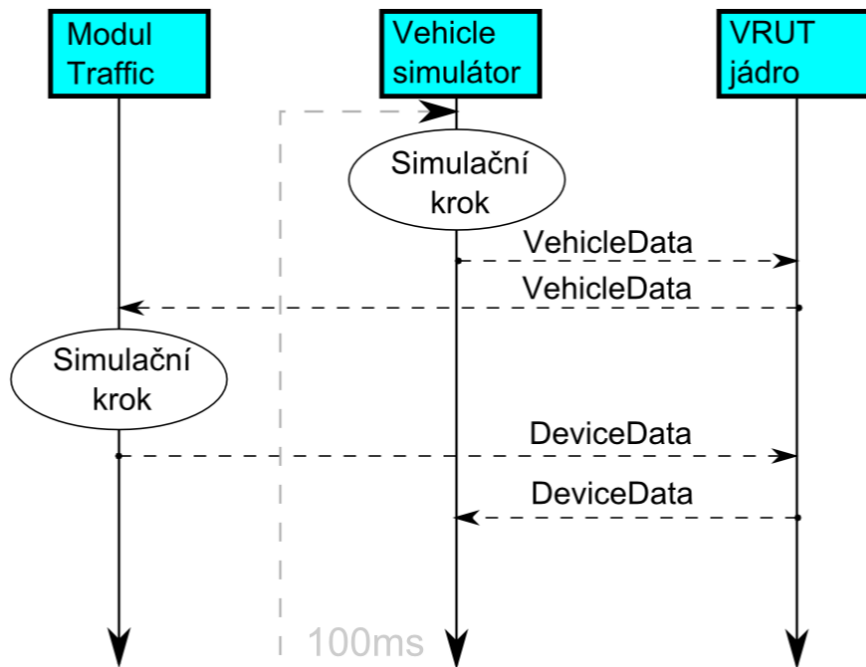 Modul
Traffic
Vehicle
simulátor
VRUT
jádro
Simulační
krok
VehicleData
VehicleData
Simulační
krok
DeviceData
DeviceData
100ms